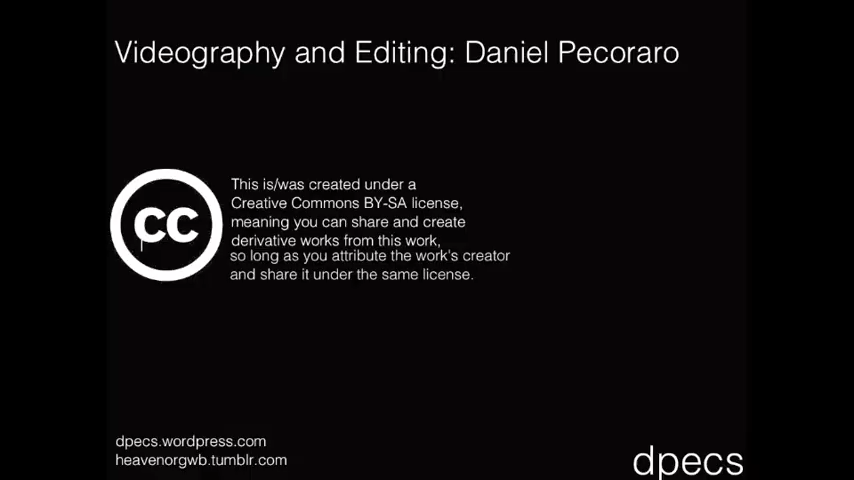 Videography and Editing: Daniel Pecoraro
cc
This is/was created under a
Creative Commons BY-SA license,
meaning you can share and create
derivative works from this work,
so long as you attribute the work's creator
and share it under the same license.
dpecs.wordpress.com
heavenorgwb.tumblr.com
dpecs